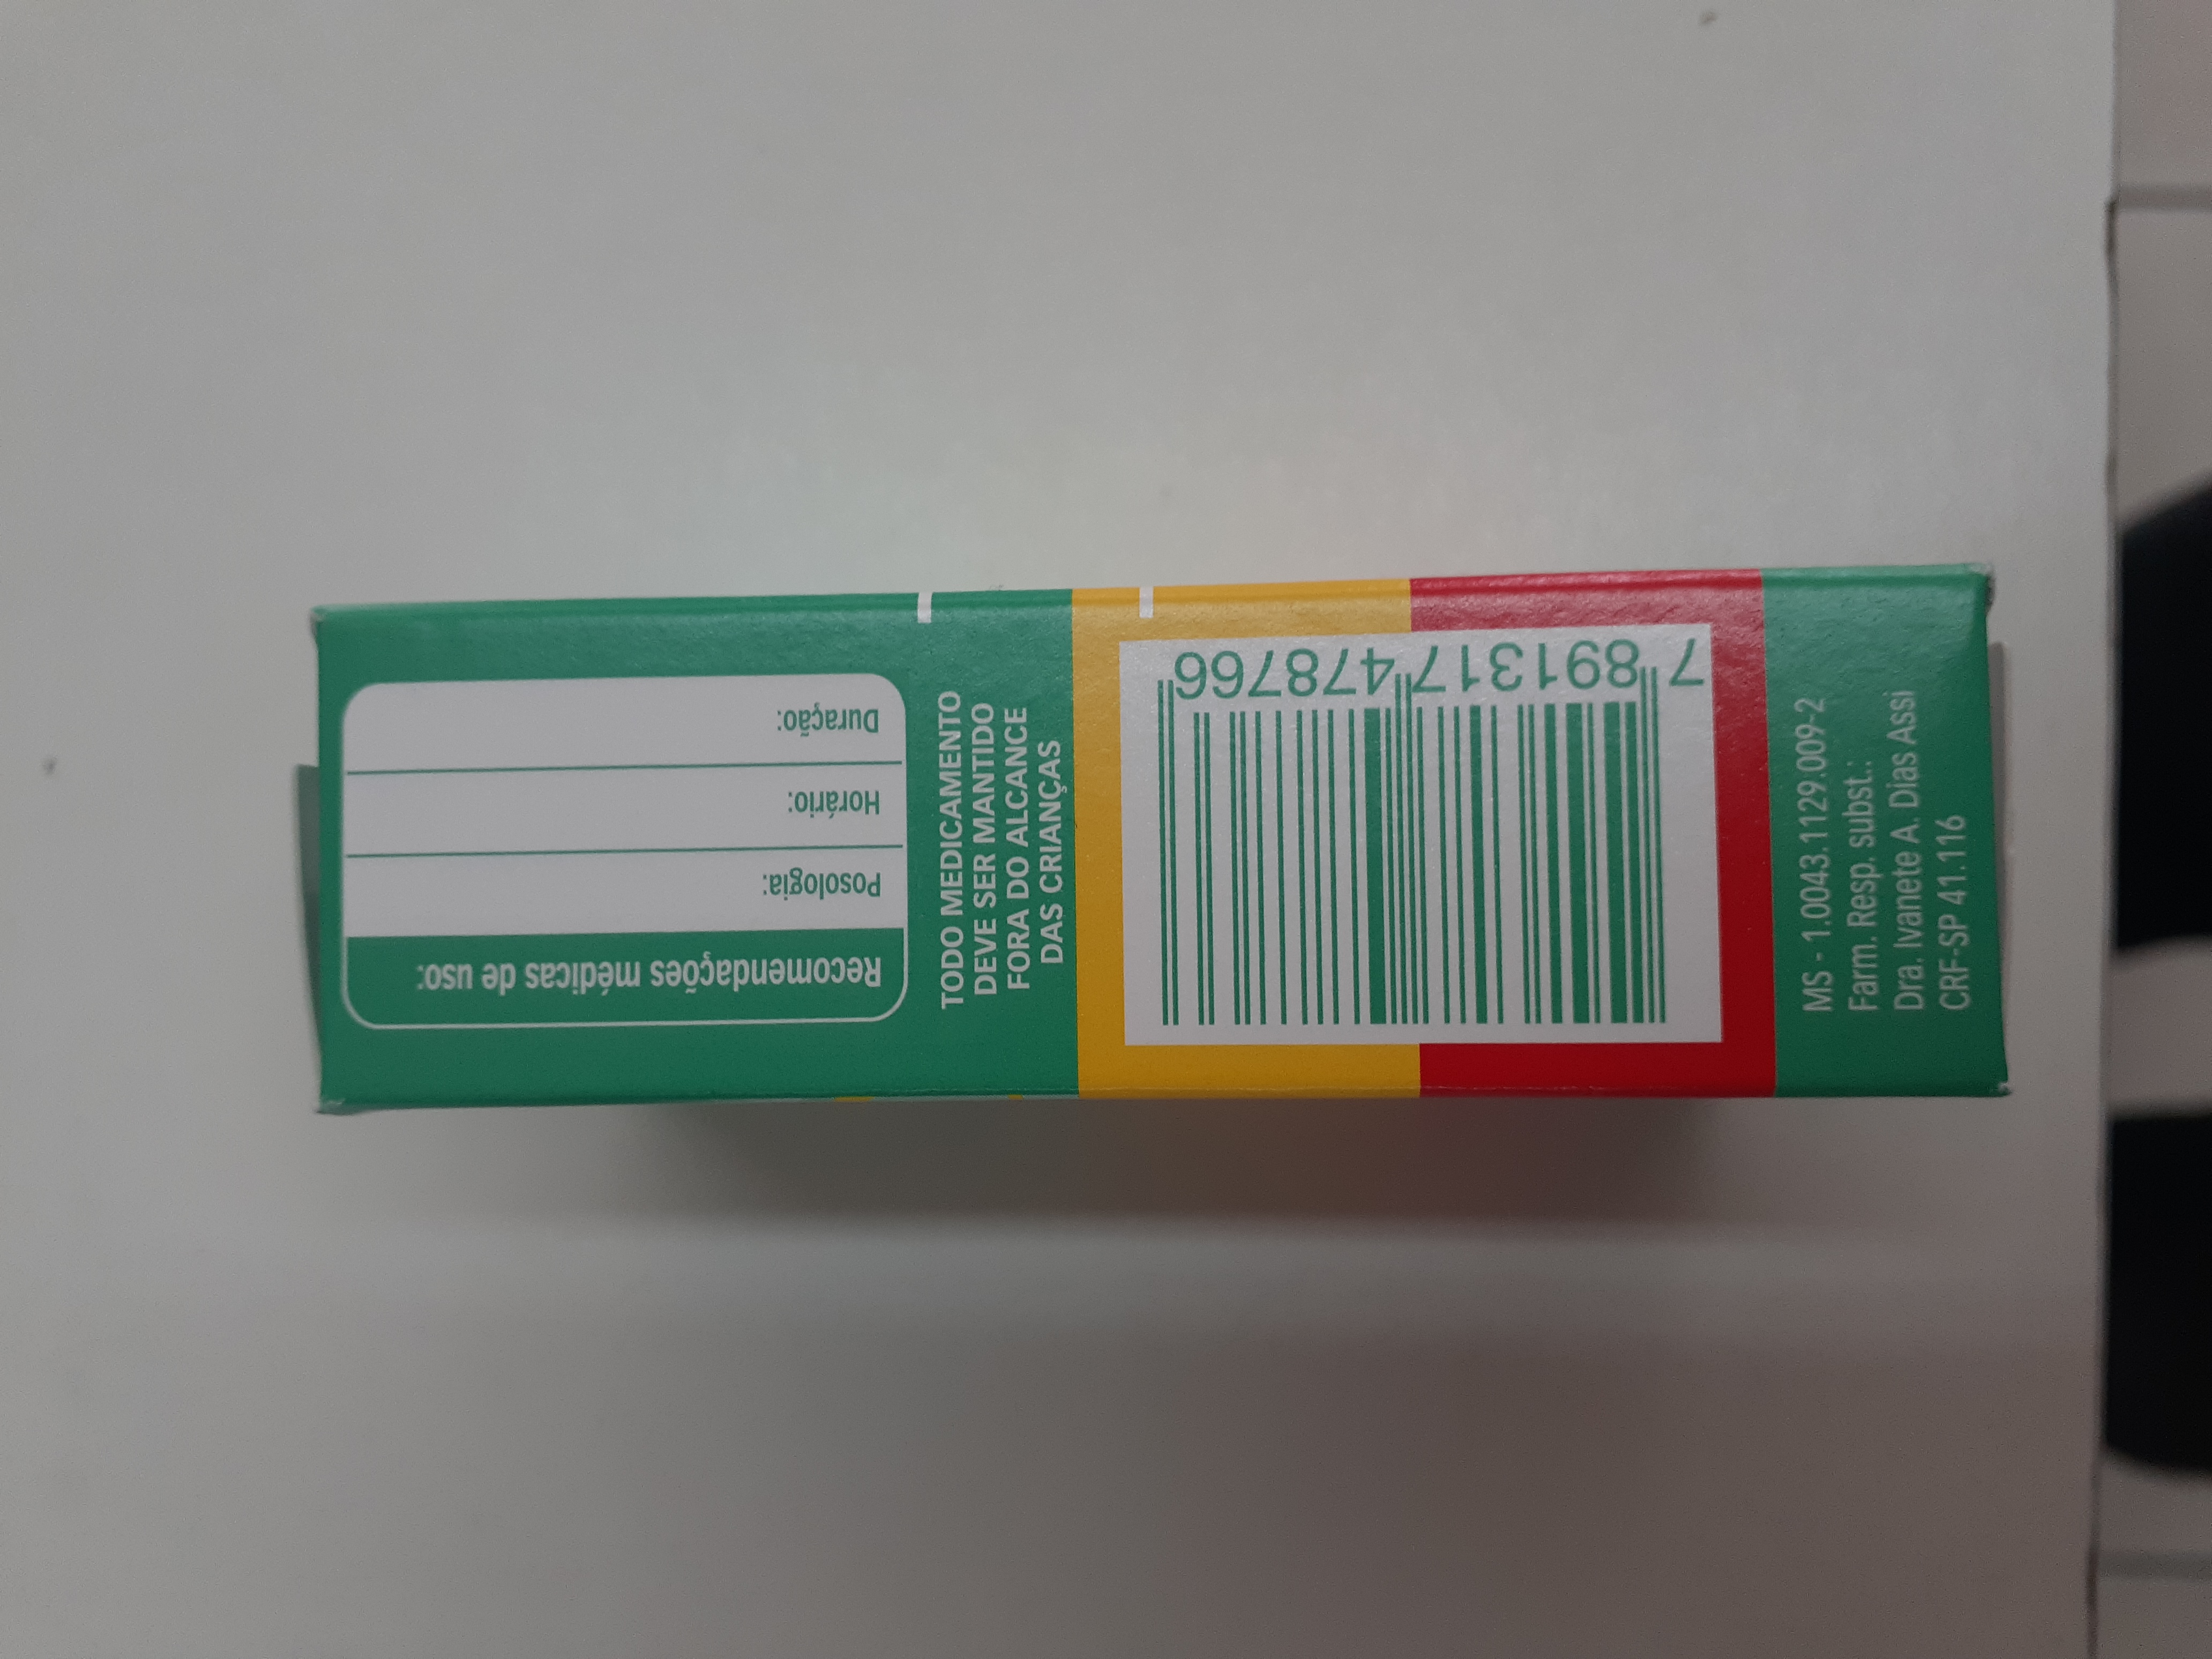 Recomendações médicas de uso:
Posologia:
Horário:
Duração:
TODO MEDICAMENTO
DEVE SER MANTIDO
FORA DO ALCANCE
DAS CRIANÇAS
7 891317 478766
MS - 1.0043.1129.009-2
Farm. Resp. subst.:
Dra. Ivanete A. Dias Assi
CRF-SP 41.116